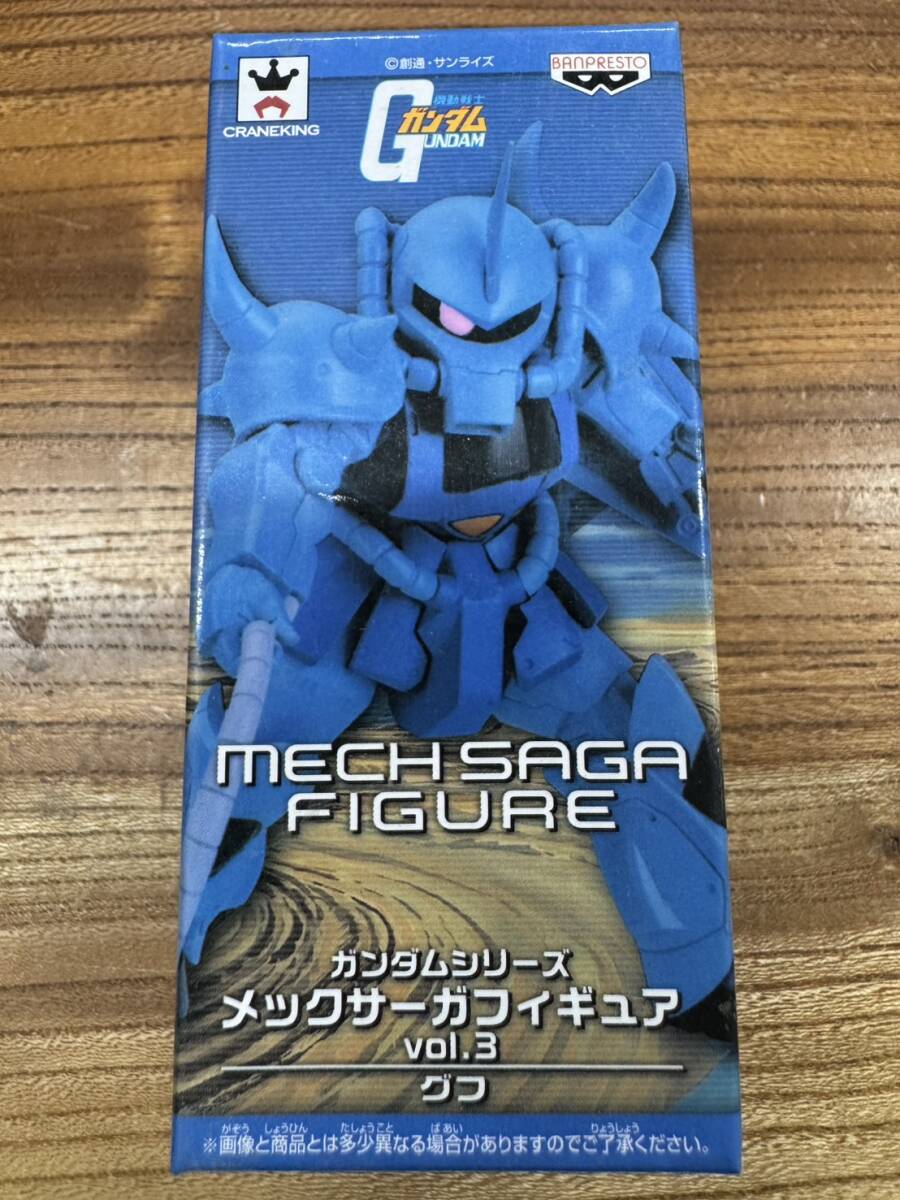 ©創通・サンライズ
BANPRESTO
CRANEKING
機動戦士
ガンダム
GUNDAM
MECH SAGA
FIGURE
ガンダムシリーズ
メックサーガフィギュア
vol.3
グフ
がぞう しょうひん たしょうこと ばあい りょうしょう
※画像と商品とは多少異なる場合がありますのでご了承ください。